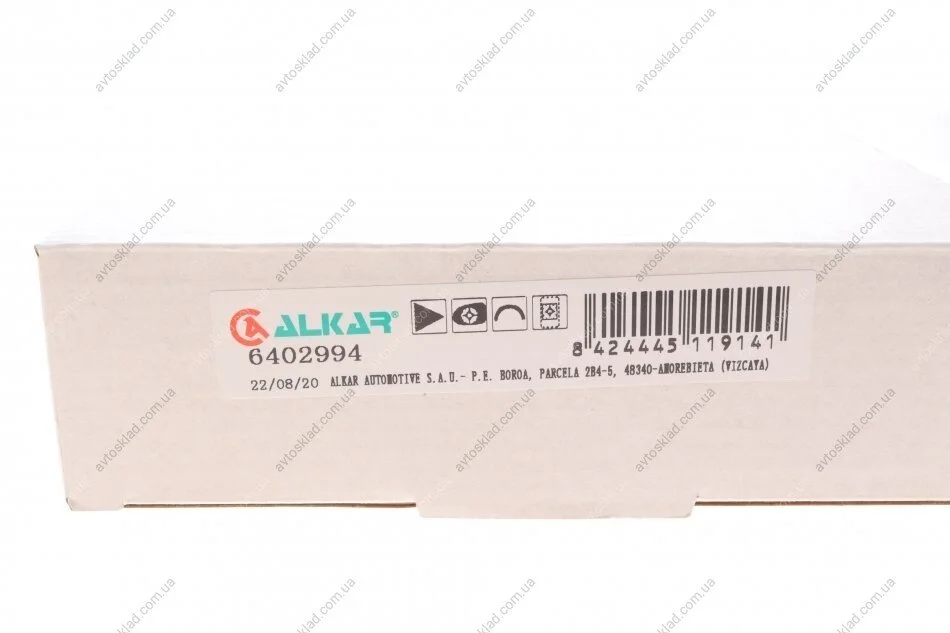 ALKAR®
6402994
8 424445 119141
22/08/20 ALKAR AUTOMOTIVE S.A.U.- P.E. BOROA, PARCELA 2B4-5, 48340-AMOREBIETA (VIZCAYA)
avtosklad.com.ua